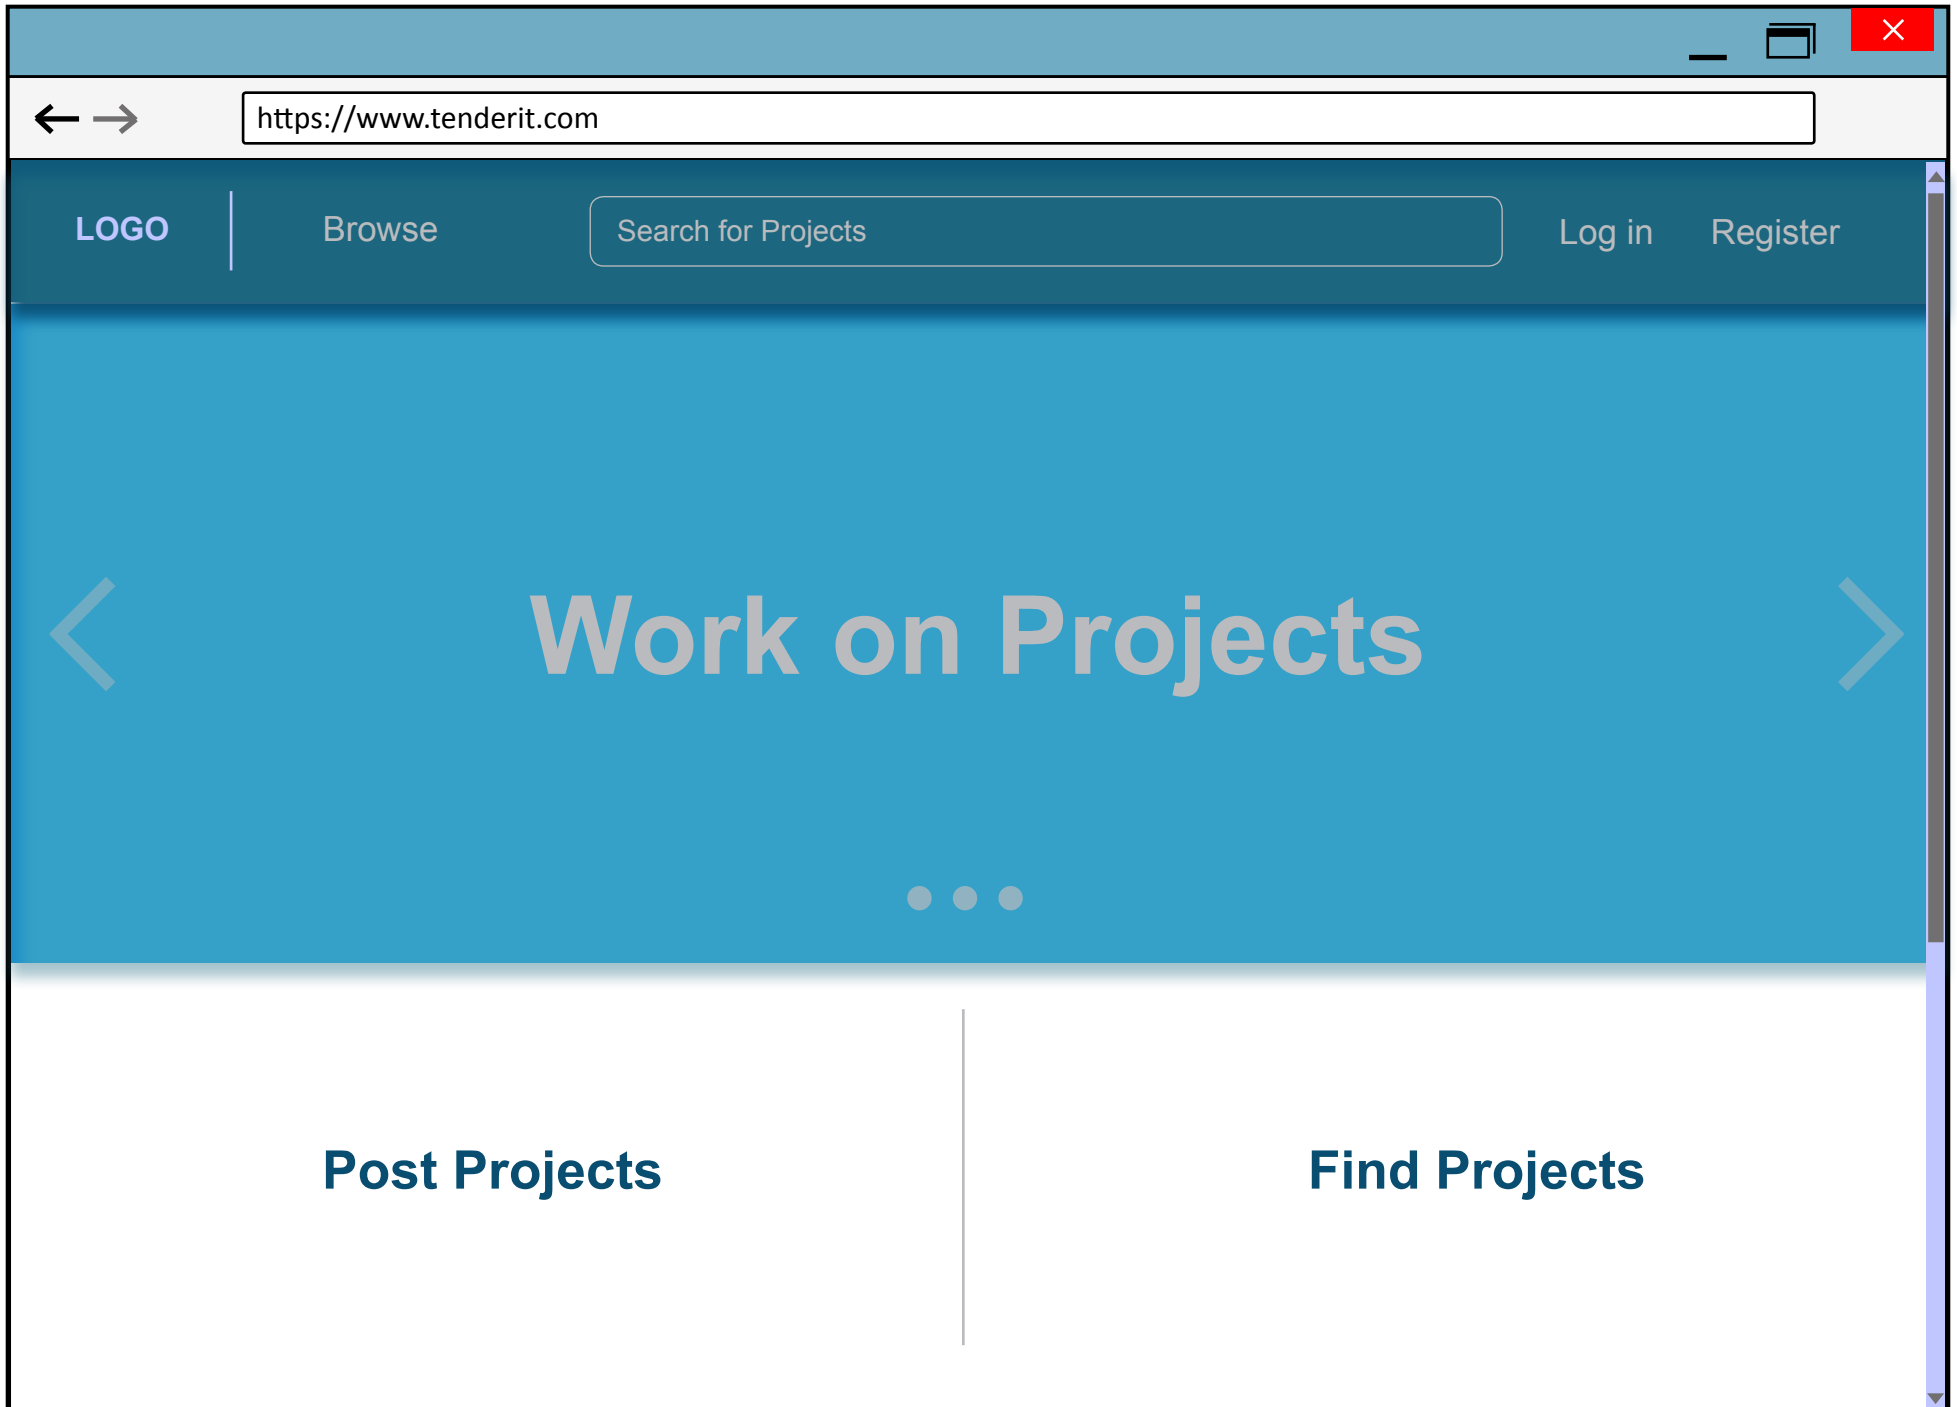 https://www.tenderit.com
LOGO
Browse
Search for Projects
Log in
Register
Work on Projects
Post Projects
Find Projects